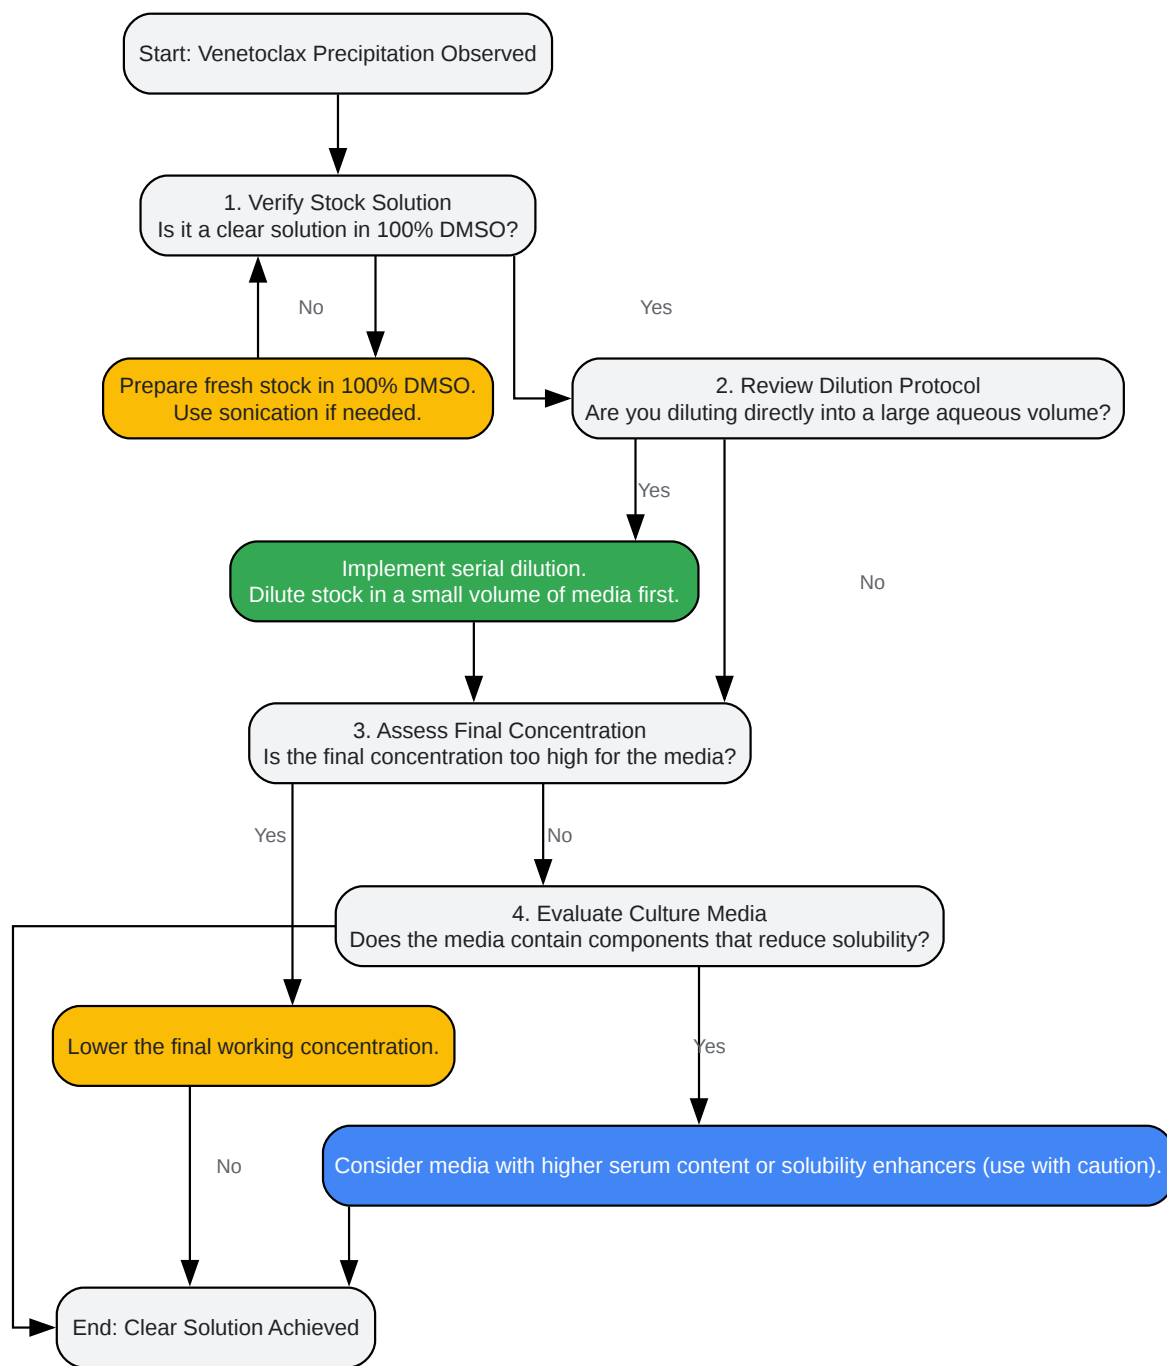 Start: Venetoclax Precipitation Observed
1. Verify Stock Solution
Is it a clear solution in 100% DMSO?
No
Yes
Prepare fresh stock in 100% DMSO.
Use sonication if needed.
2. Review Dilution Protocol
Are you diluting directly into a large aqueous volume?
Yes
Implement serial dilution.
Dilute stock in a small volume of media first.
No
3. Assess Final Concentration
Is the final concentration too high for the media?
Yes
No
4. Evaluate Culture Media
Does the media contain components that reduce solubility?
Lower the final working concentration.
Yes
No
Consider media with higher serum content or solubility enhancers (use with caution).
End: Clear Solution Achieved